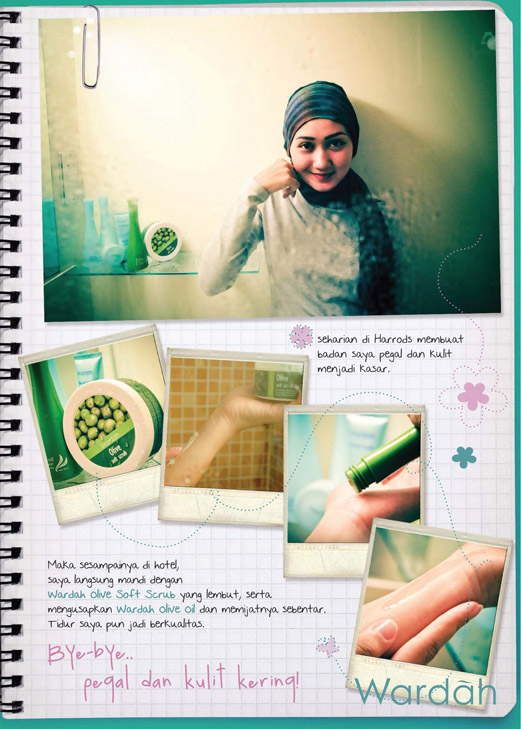 seharian di Harrods membuat
badan saya pegal dan kulit
menjadi kasar.
Olive
Olive
Maka sesampainya di hotel,
saya langsung mandi dengan
Wardah Olive Soft Scrub yang lembut, serta
mengusapkan Wardah Olive Oil dan memijatnya sebentar.
Tidur saya pun jadi berkualitas.
Bye-bye..
pegal dan kulit kering!
Wardah